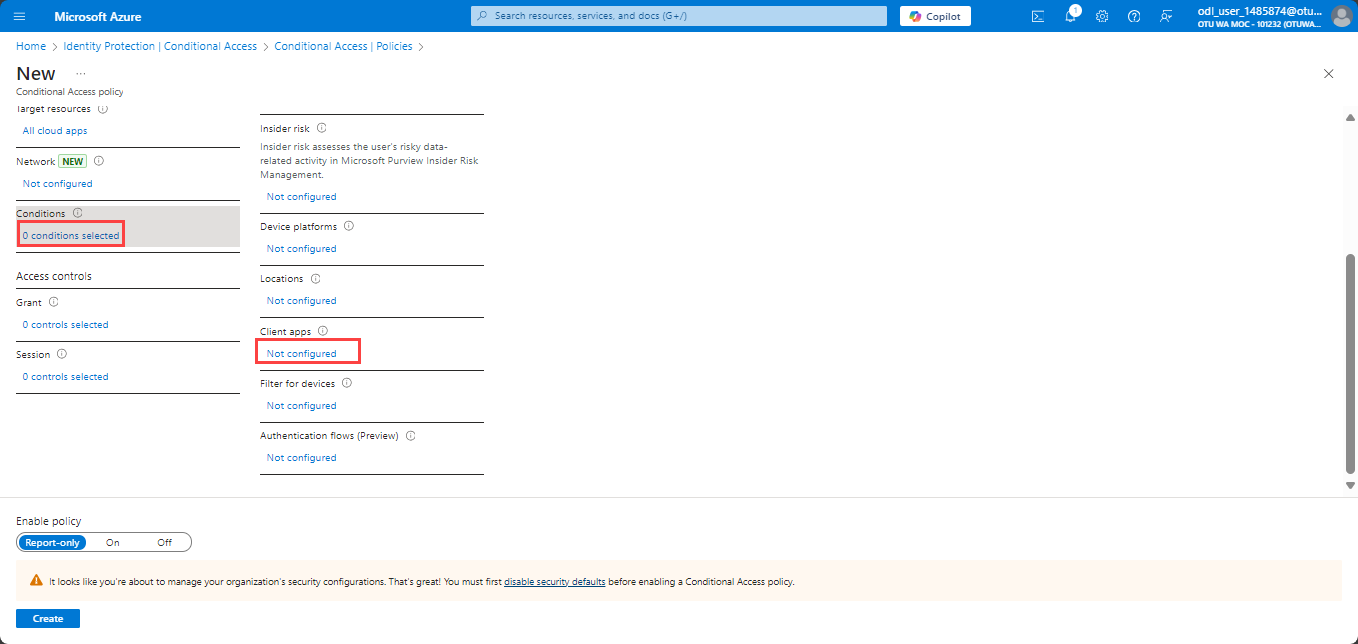 Microsoft Azure
Search resources, services, and docs (G+/)
Copilot
1
odl_user_1485874@otu...
OTU WA MOC - 101232 (OTUWA...
Home > Identity Protection | Conditional Access > Conditional Access | Policies >
New ...
Conditional Access policy
Target resources
All cloud apps
Network NEW
Not configured
Conditions
0 conditions selected
Access controls
Grant
0 controls selected
Session
0 controls selected
Insider risk
Insider risk assesses the user's risky data-
related activity in Microsoft Purview Insider Risk
Management.
Not configured
Device platforms
Not configured
Locations
Not configured
Client apps
Not configured
Filter for devices
Not configured
Authentication flows (Preview)
Not configured
Enable policy
Report-only On Off
It looks like you're about to manage your organization's security configurations. That's great! You must first disable security defaults before enabling a Conditional Access policy.
Create